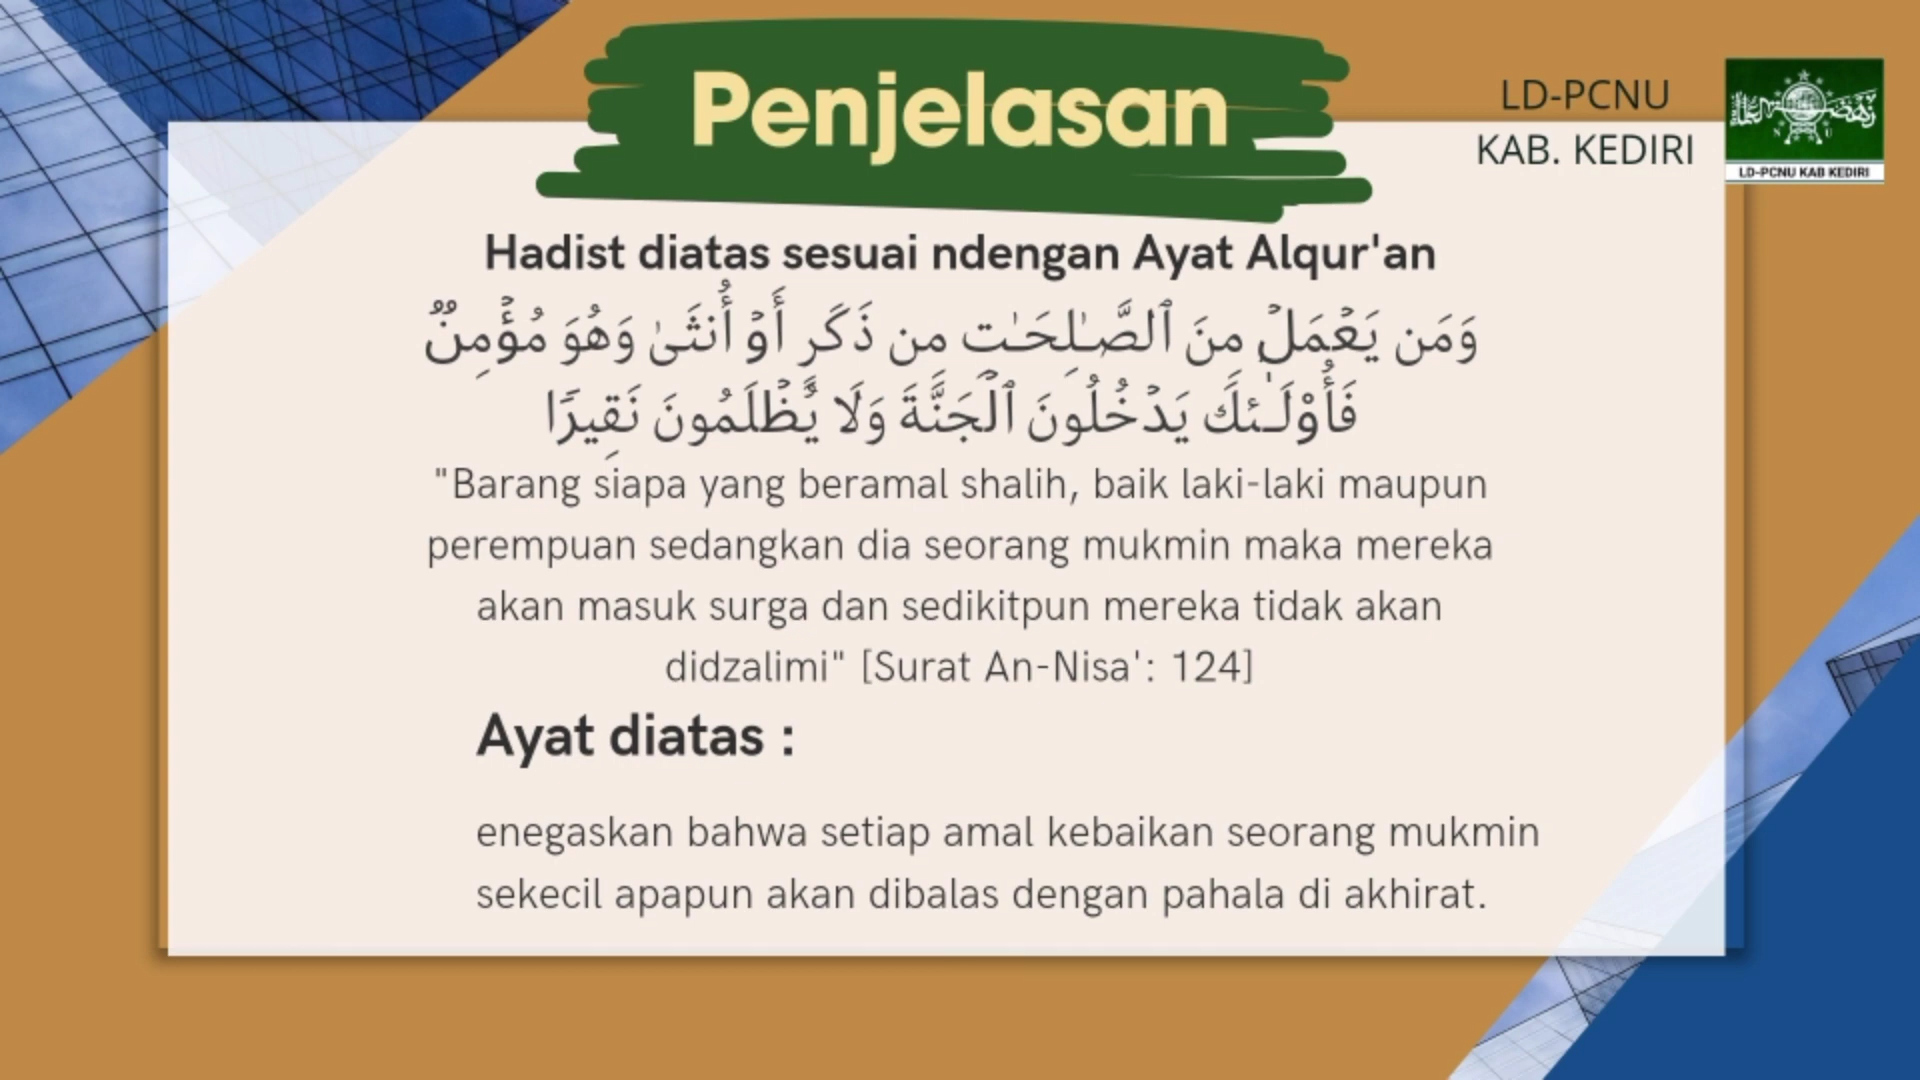 Penjelasan
LD-PCNU
KAB. KEDIRI
LD-PCNU KAB KEDIRI
Hadist diatas sesuai ndengan Ayat Alqur'an
وَمَن يَعۡمَلۡ مِنَ ٱلصَّـٰلِحَـٰتِ مِن ذَكَرٍ أَوۡ أُنثَىٰ وَهُوَ مُؤۡمِنٌ
فَأُو۟لَـٰۤىِٕكَ يَدۡخُلُونَ ٱلۡجَنَّةَ وَلَا یُظۡلَمُونَ نَقِيرًا
"Barang siapa yang beramal shalih, baik laki-laki maupun
perempuan sedangkan dia seorang mukmin maka mereka
akan masuk surga dan sedikitpun mereka tidak akan
didzalimi" [Surat An-Nisa': 124]
Ayat diatas :
enegaskan bahwa setiap amal kebaikan seorang mukmin
sekecil apapun akan dibalas dengan pahala di akhirat.